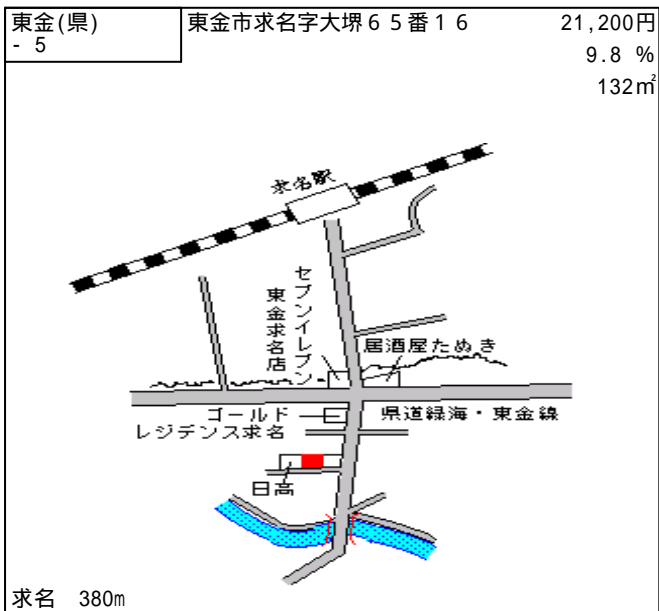 東金(県)
- 5
東金市求名字大堺６５番１６
21,200円
9.8 %
132㎡
求名駅
セブンイレブン
東金求名店
居酒屋たぬき
ゴールド
レジデンス求名
県道緑海・東金線
日高
求名 380m